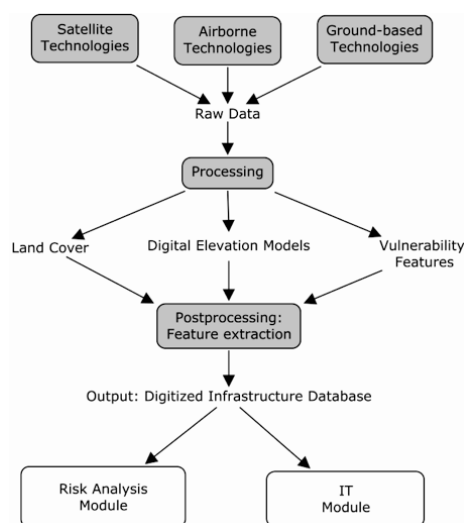 Satellite
Technologies
Airborne
Technologies
Ground-based
Technologies
Raw Data
Processing
Land Cover
Digital Elevation Models
Vulnerability
Features
Postprocessing:
Feature extraction
Output: Digitized Infrastructure Database
Risk Analysis
Module
IT
Module